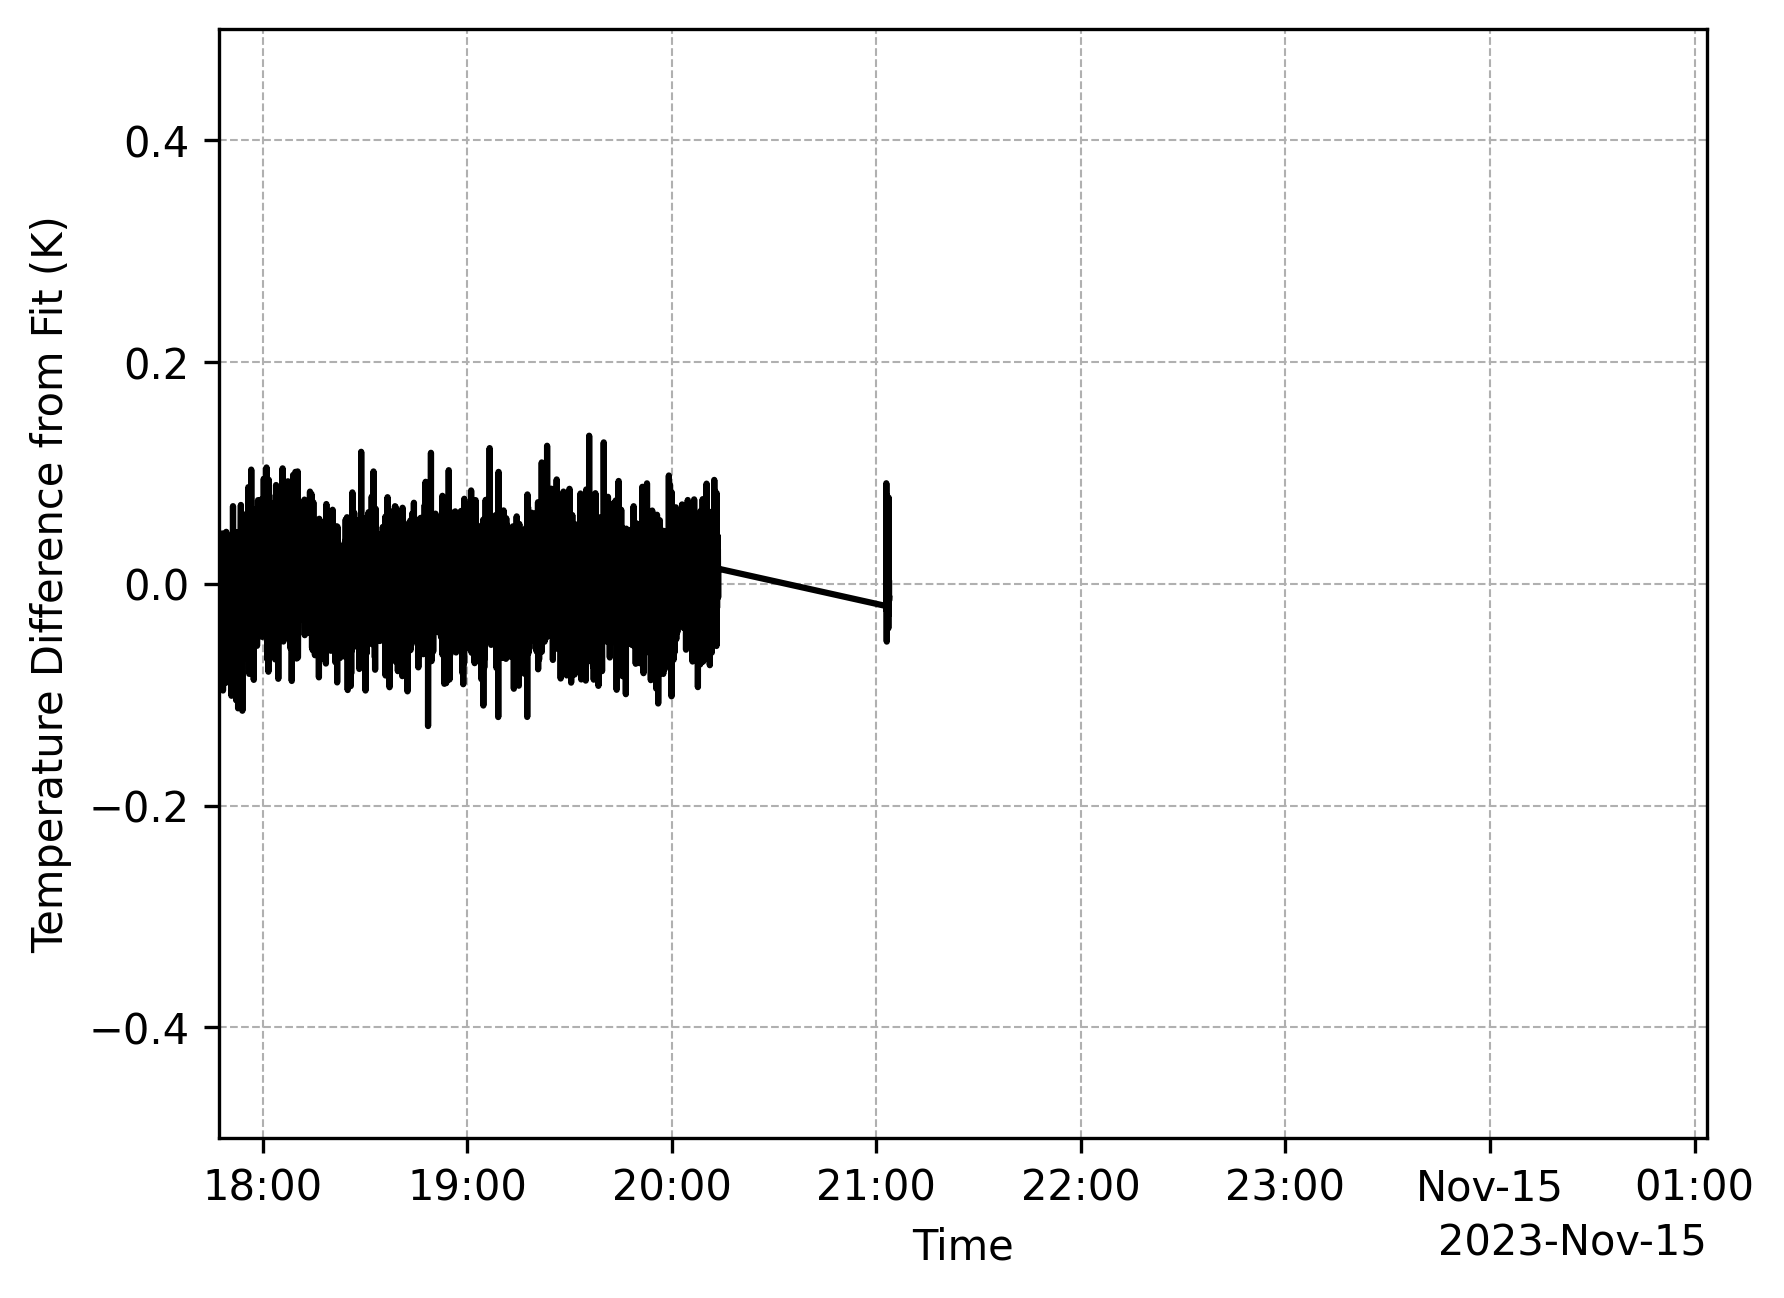 Temperature Difference from Fit (K)
0.4
0.2
0.0
−0.2
−0.4
18:00 19:00 20:00 21:00 22:00 23:00 Nov-15 01:00
Time
2023-Nov-15